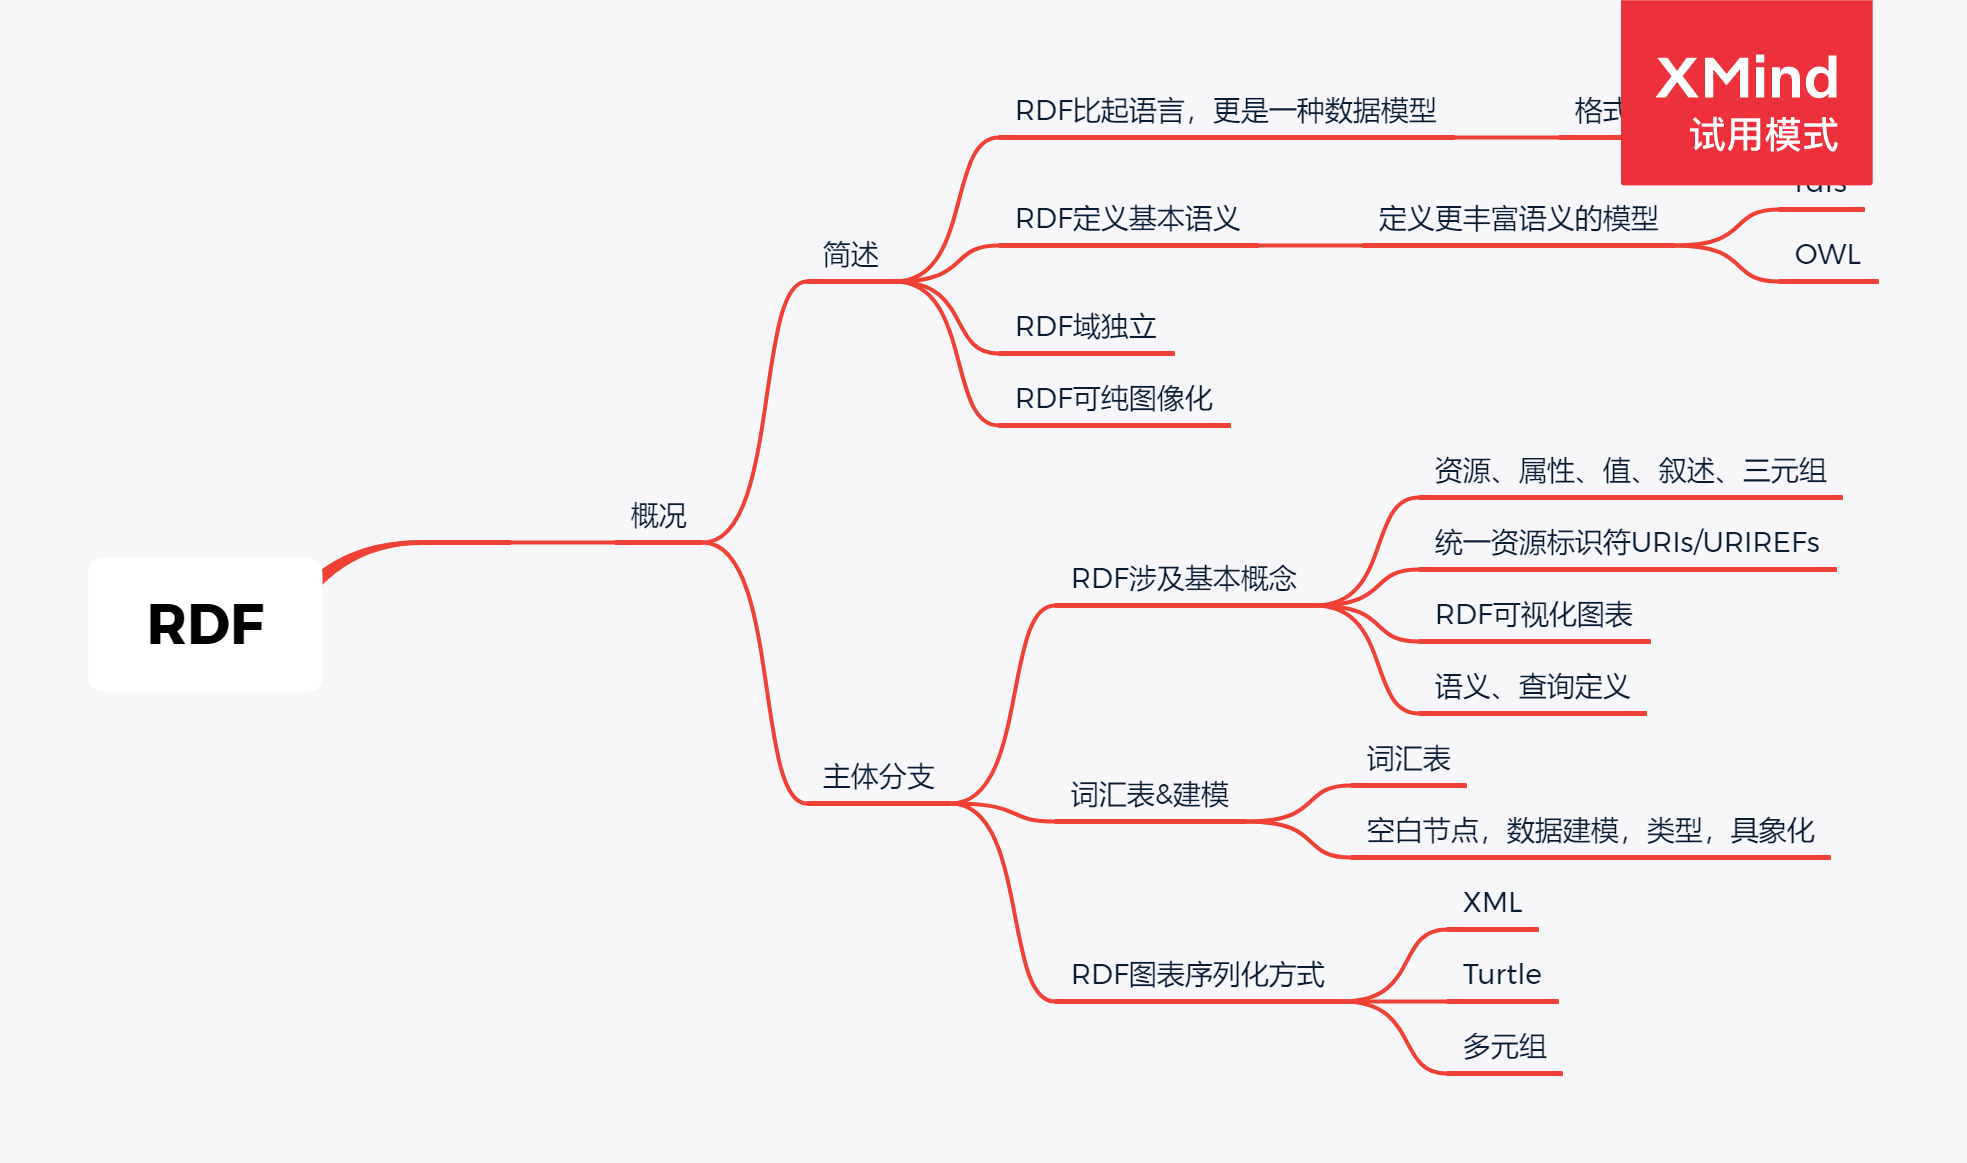 RDF
概况
简述
RDF比起语言，更是一种数据模型
格式
RDF定义基本语义
定义更丰富语义的模型
OWL
RDF域独立
RDF可纯图像化
主体分支
RDF涉及基本概念
资源、属性、值、叙述、三元组
统一资源标识符URIs/URIREFs
RDF可视化图表
语义、查询定义
词汇表&建模
词汇表
空白节点，数据建模，类型，具象化
RDF图表序列化方式
XML
Turtle
多元组
XMind
试用模式